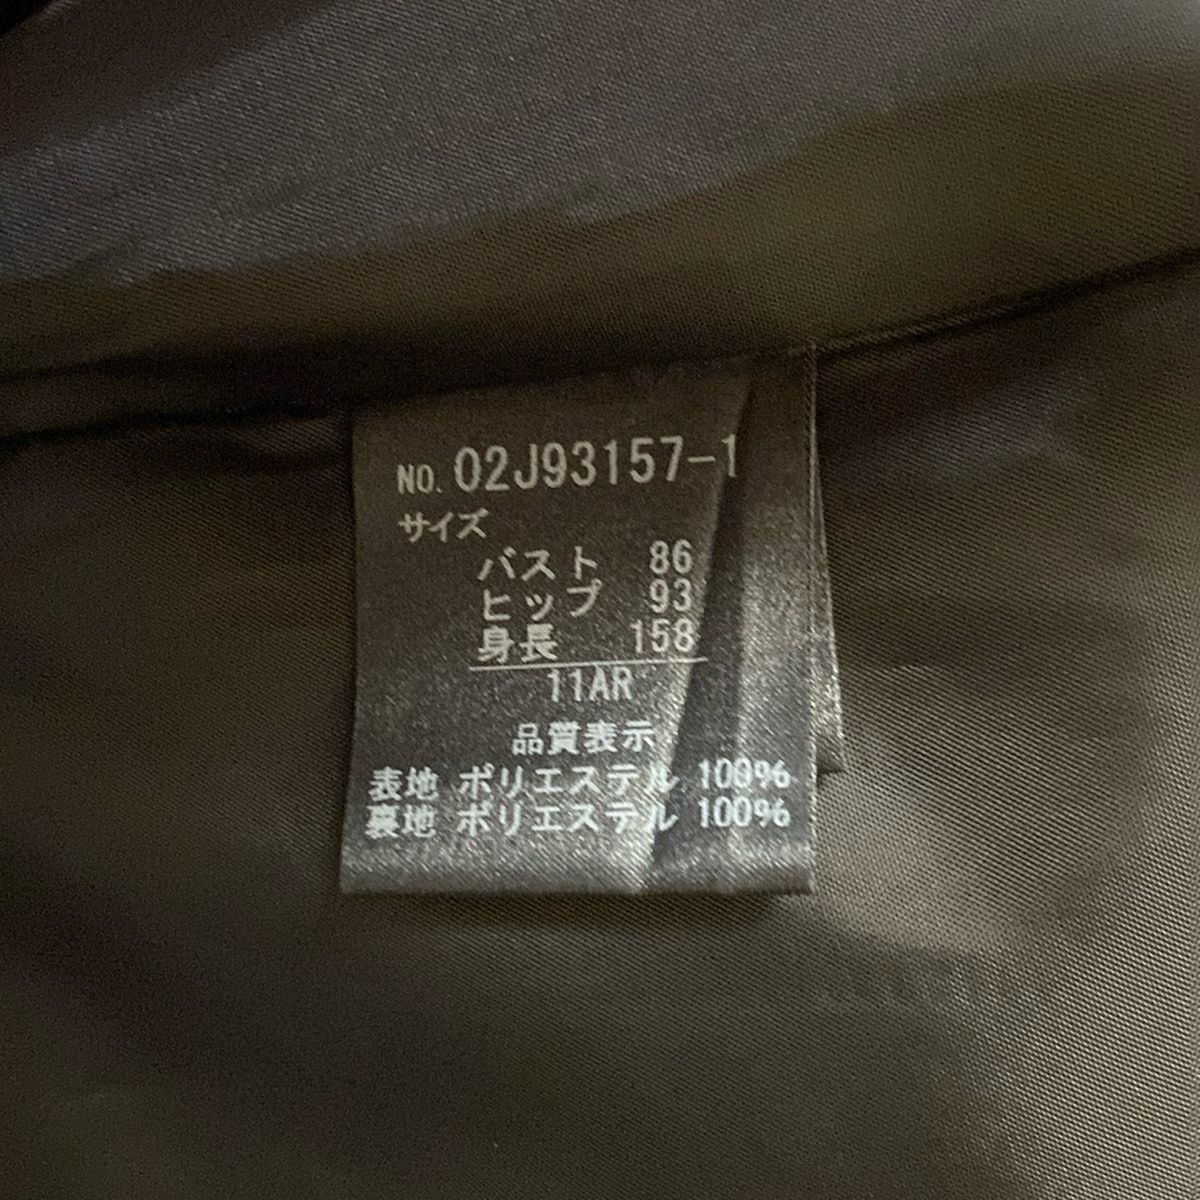 NO. 02J93157-1
サイズ
バスト 86
ヒップ 93
身長 158
11AR
品質表示
表地 ポリエステル 100%
裏地 ポリエステル 100%